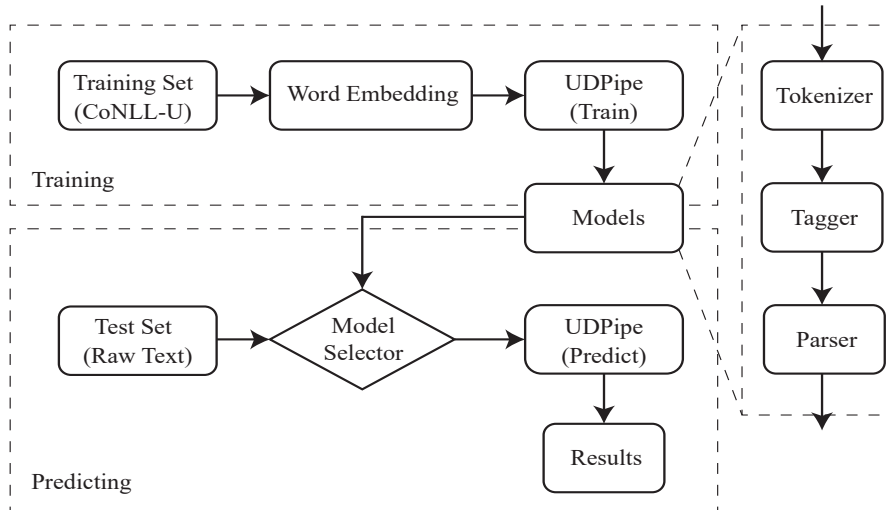 Training Set
(CoNLL-U)
Word Embedding
UDPipe
(Train)
Training
Models
Test Set
(Raw Text)
Model
Selector
UDPipe
(Predict)
Results
Predicting
Tokenizer
Tagger
Parser